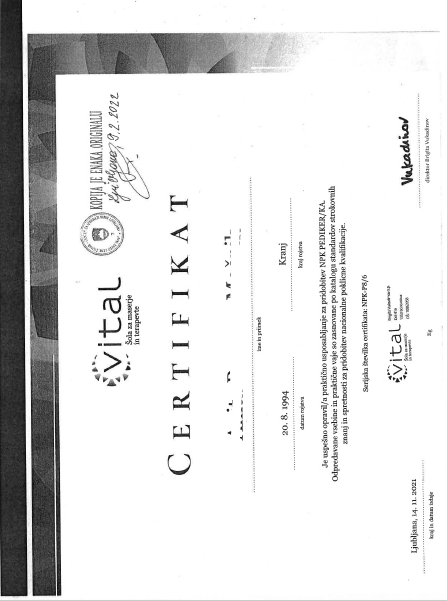 KOPIJA JE ENAKA ORIGINALU
Ljubljana, 9.2.2022
vital
Šola za maserje
in terapevte
CERTIFIKAT
ime in priimek
20. 8. 1994
Kranj
datum rojstva
kraj rojstva
Je uspešno opravil/a praktično usposabljanje za pridobitev NPK PEDIKER/KA.
Odpredavane vsebine in praktične vaje so zasnovane po katalogu standardov strokovnih
znanj in spretnosti za pridobitev nacionalne poklicne kvalifikacije.
Serijska številka certifikata: NPK-P8/6
vital
Šola za maserje
in terapevte
Ljubljana, 14. 11. 2021
kraj in datum izdaje
žig
Vukadinov
direktor Brigita Vukadinov